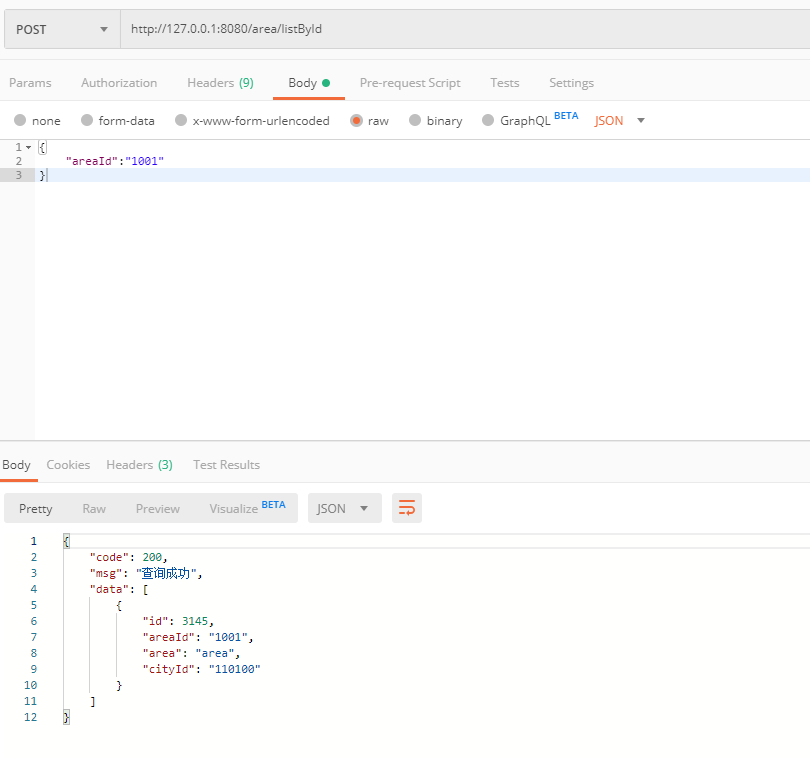 POST http://127.0.0.1:8080/area/listById
Params Authorization Headers (9) Body Pre-request Script Tests Settings
none form-data x-www-form-urlencoded raw binary GraphQL BETA JSON
1 {
2 "areaId":"1001"
3 }
Body Cookies Headers (3) Test Results
Pretty Raw Preview Visualize BETA JSON
1 {
2 "code": 200,
3 "msg": "查询成功",
4 "data": [
5 {
6 "id": 3145,
7 "areaId": "1001",
8 "area": "area",
9 "cityId": "110100"
10 }
11 ]
12 }